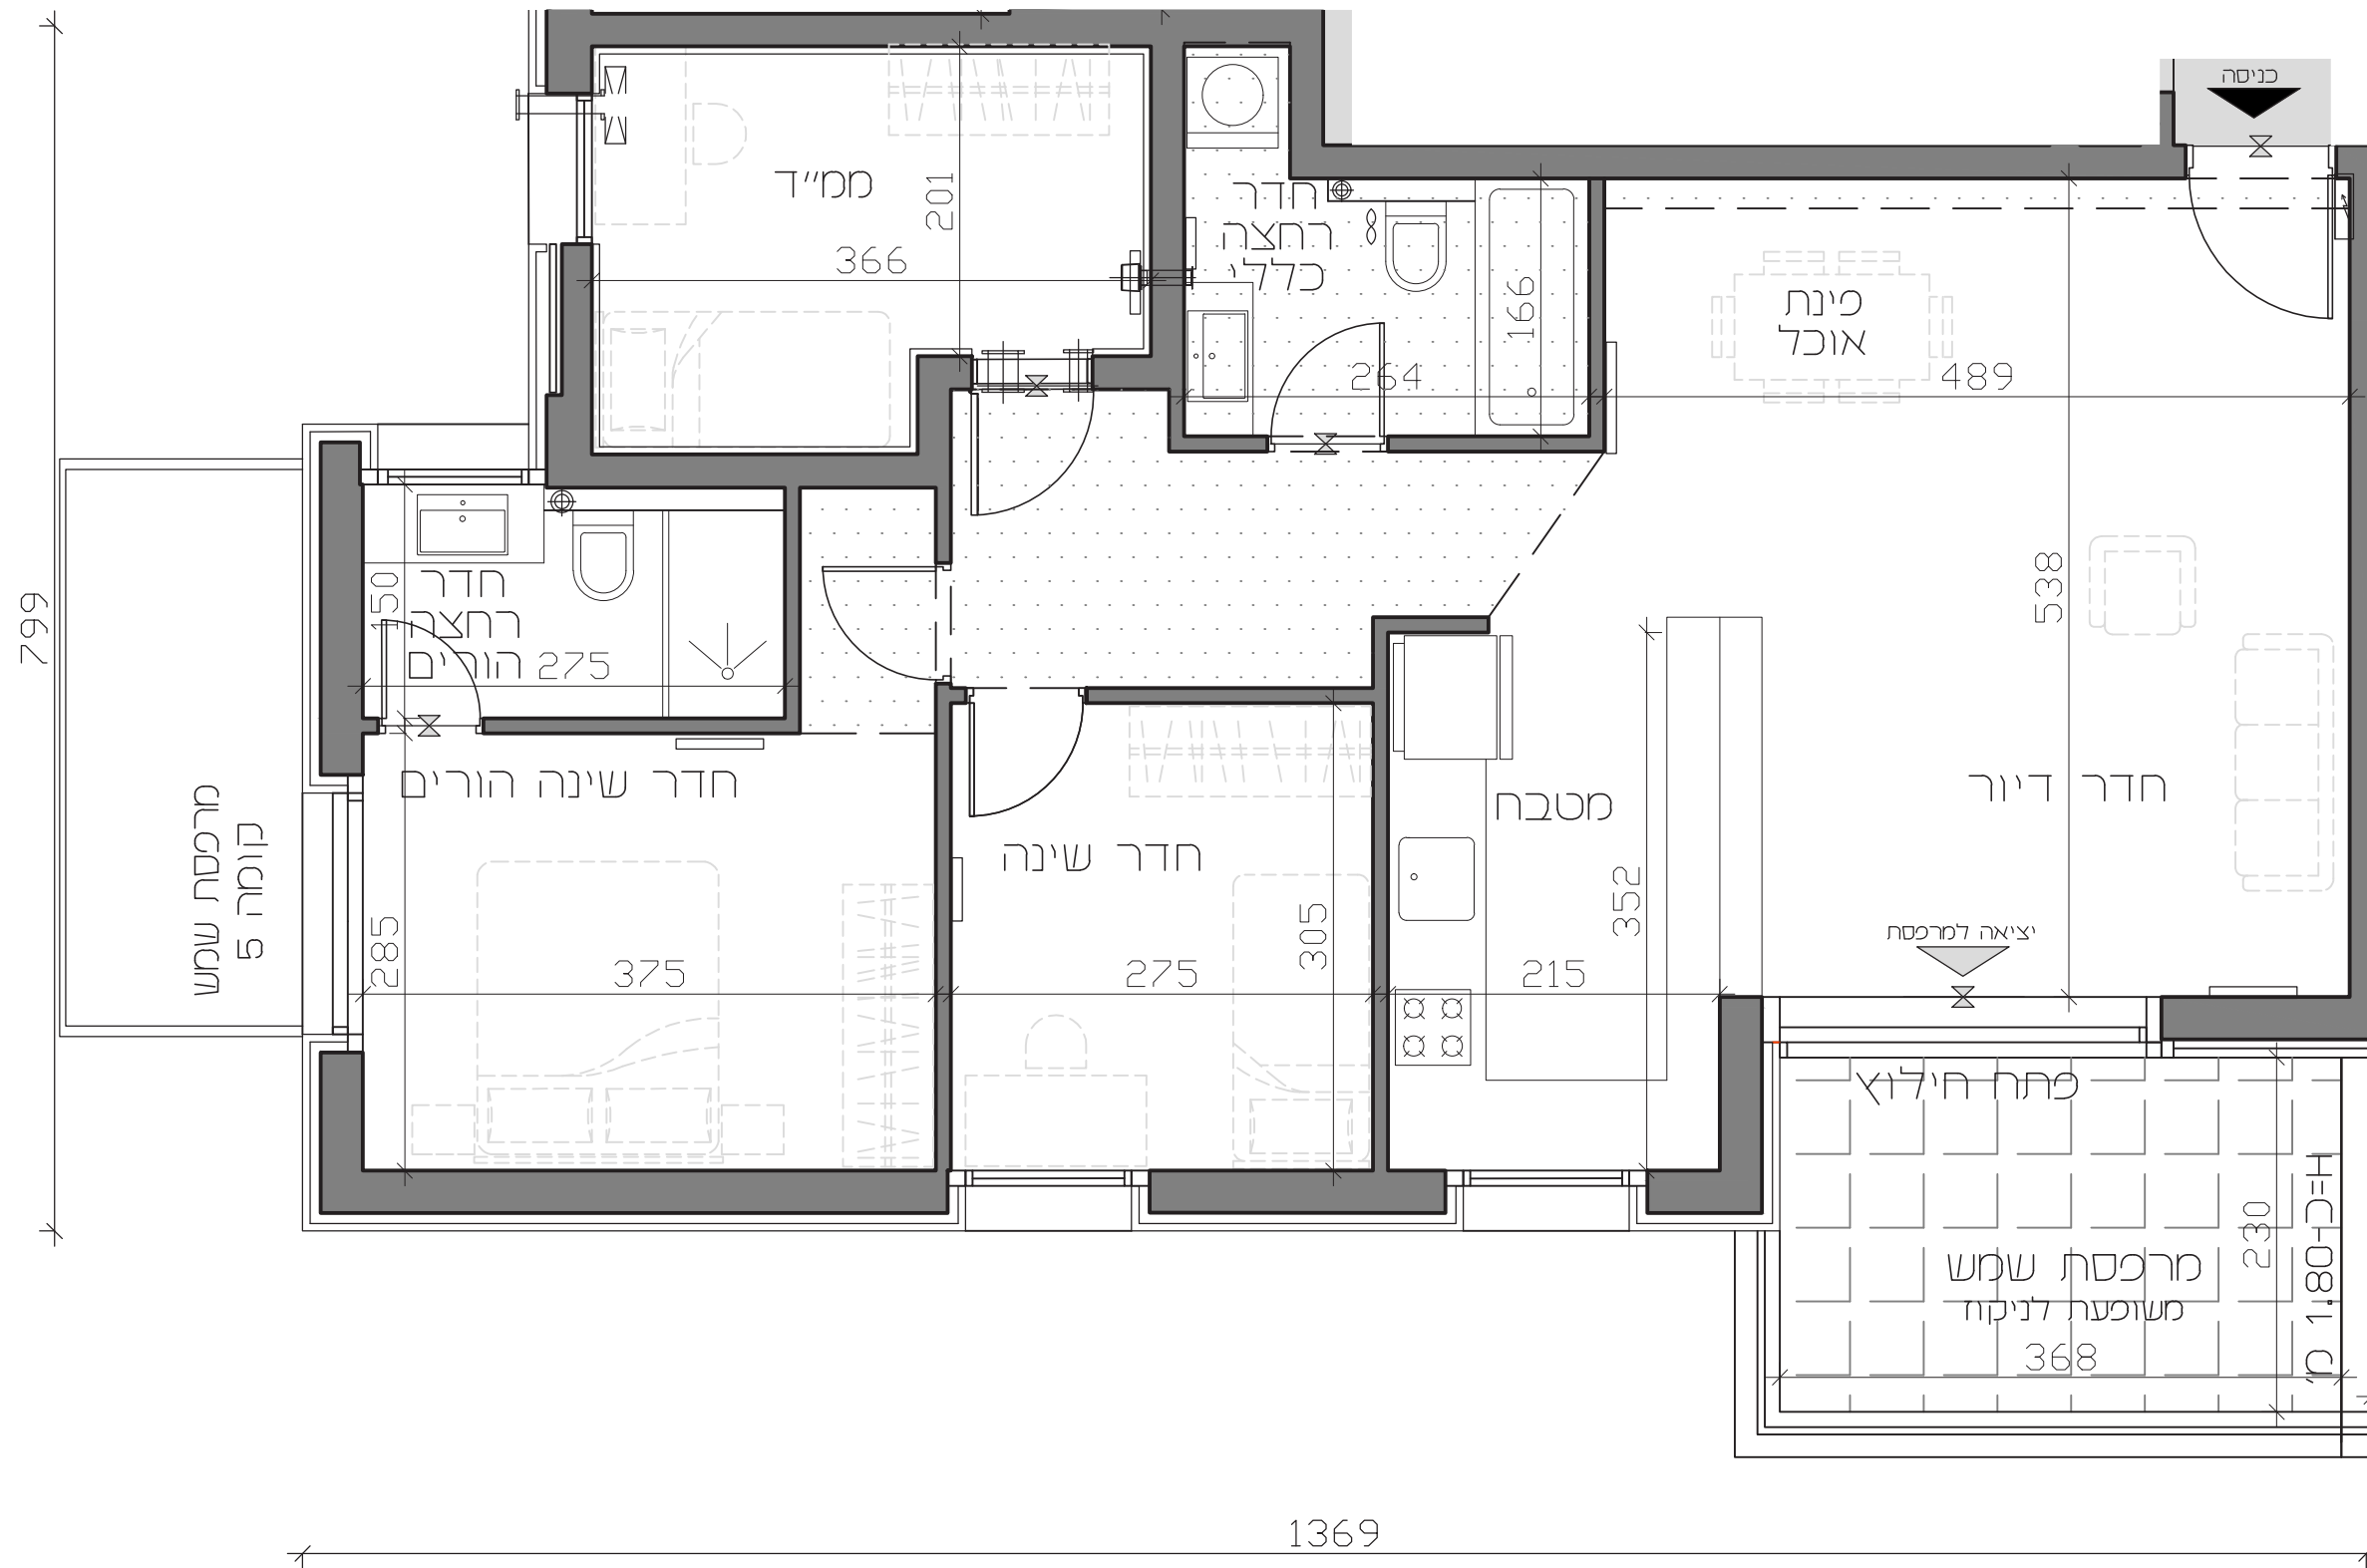 כניסה
ממ״ד
201
366
חדר
רחצה
כללי
166
264
פינת
אוכל
489
538
799
150
חדר
רחצה
הורים
275
מרפסת שמש
קומה 5
חדר שינה הורים
285
375
חדר שינה
305
275
מטבח
352
215
חדר דיור
יציאה למרפסת
פתח חילוץ
מרפסת שמש
משופעת לניקוז
368
230
H=כ-1.80 מ'
1369